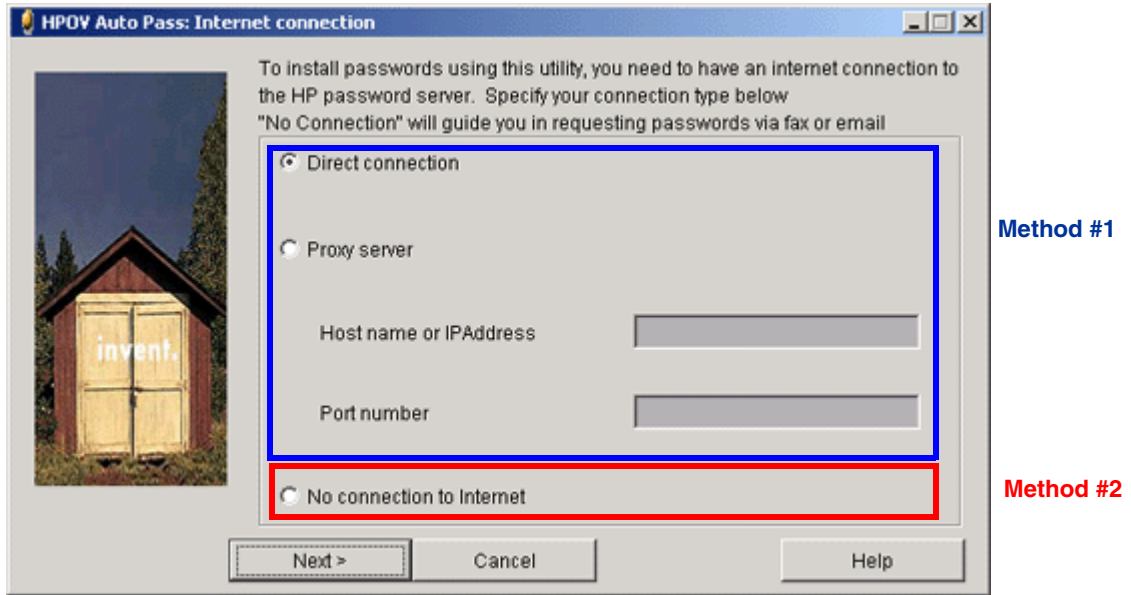 HPOV Auto Pass: Internet connection
To install passwords using this utility, you need to have an internet connection to
the HP password server. Specify your connection type below
"No Connection" will guide you in requesting passwords via fax or email
Direct connection
Method #1
Proxy server
Host name or IPAddress
invent.
Port number
No connection to Internet
Method #2
Next >
Cancel
Help